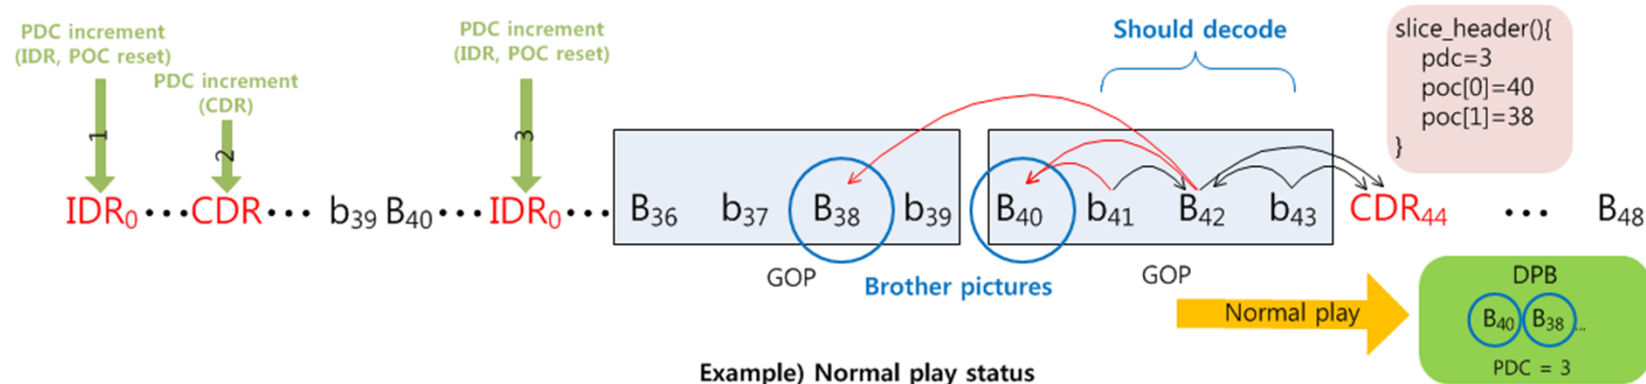 PDC increment
(IDR, POC reset)
PDC increment
(CDR)
PDC increment
(IDR, POC reset)
Should decode
slice_header(){
pdc=3
poc[0]=40
poc[1]=38
}
1
2
3
IDR0 ••• CDR ••• b39 B40 ••• IDR0 ••• B36 b37 B38 b39 B40 b41 B42 b43 CDR44 ••• B48
GOP
Brother pictures
GOP
Normal play
DPB
B40 B38 ...
PDC = 3
Example) Normal play status